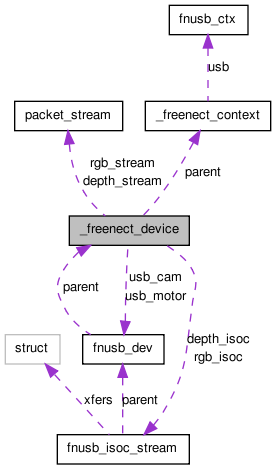 fnusb_ctx
usb
packet_stream
_freenect_context
rgb_stream
depth_stream
parent
_freenect_device
parent
usb_cam
usb_motor
struct
fnusb_dev
depth_isoc
rgb_isoc
xfers
parent
fnusb_isoc_stream